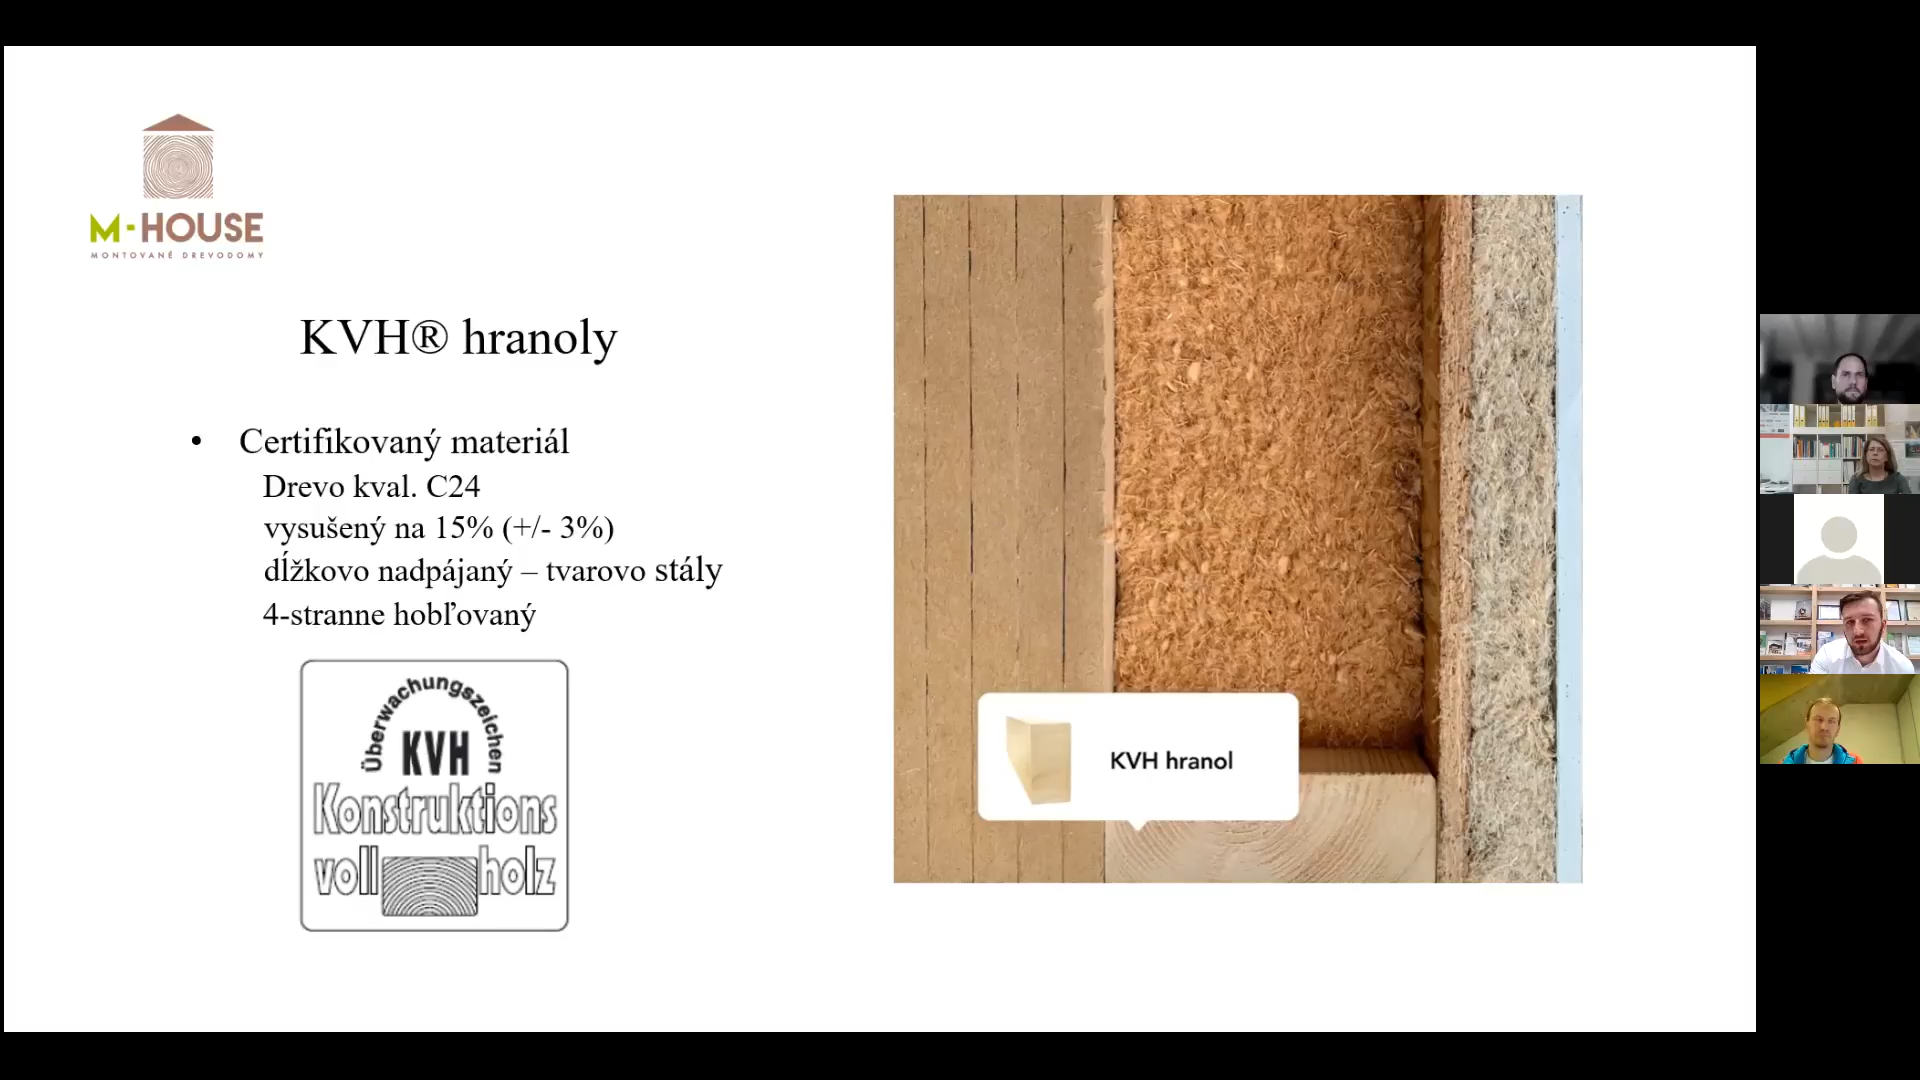 M-HOUSE
MONTOVANÉ DREVODOMY
KVH® hranoly
• Certifikovaný materiál
Drevo kval. C24
vysušený na 15% (+/- 3%)
dĺžkovo nadpájaný – tvarovo stály
4-stranne hobľovaný
Überwachungszeichen
KVH
Konstruktions
voll holz
KVH hranol